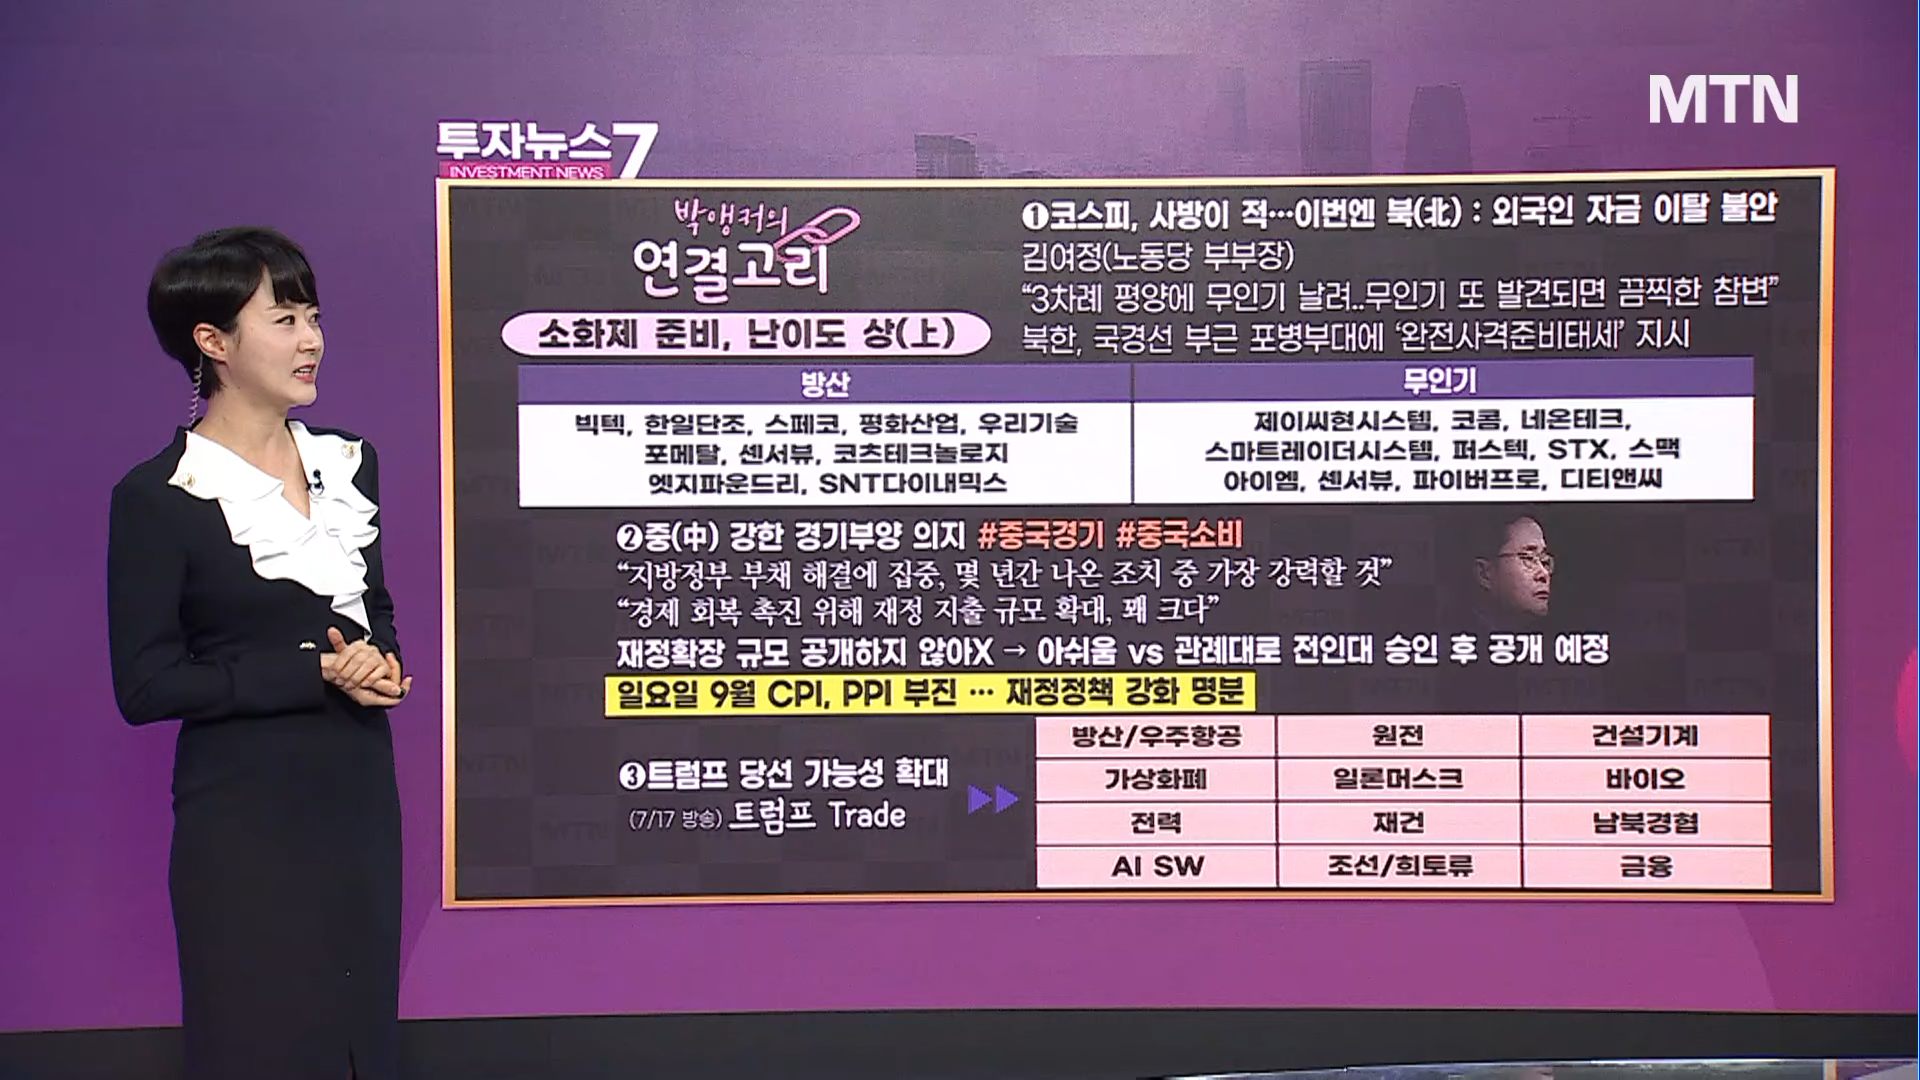 MTN
투자뉴스7
INVESTMENT NEWS
박앵커의
연결고리
소화제 준비, 난이도 상(上)
❶코스피, 사방이 적…이번엔 북(北) : 외국인 자금 이탈 불안
김여정(노동당 부부장)
“3차례 평양에 무인기 날려..무인기 또 발견되면 끔찍한 참변”
북한, 국경선 부근 포병부대에 ‘완전사격준비태세’ 지시
방산
빅텍, 한일단조, 스페코, 평화산업, 우리기술
포메탈, 센서뷰, 코츠테크놀로지
엣지파운드리, SNT다이내믹스
무인기
제이씨현시스템, 코콤, 네온테크,
스마트레이더시스템, 퍼스텍, STX, 스맥
아이엠, 센서뷰, 파이버프로, 디티앤씨
❷중(中) 강한 경기부양 의지 #중국경기 #중국소비
“지방정부 부채 해결에 집중, 몇 년간 나온 조치 중 가장 강력할 것”
“경제 회복 촉진 위해 재정 지출 규모 확대, 꽤 크다”
재정확장 규모 공개하지 않아X → 아쉬움 vs 관례대로 전인대 승인 후 공개 예정
일요일 9월 CPI, PPI 부진 … 재정정책 강화 명분
❸트럼프 당선 가능성 확대
(7/17 방송) 트럼프 Trade
방산/우주항공 원전 건설기계
가상화폐 일론머스크 바이오
전력 재건 남북경협
AI SW 조선/희토류 금융